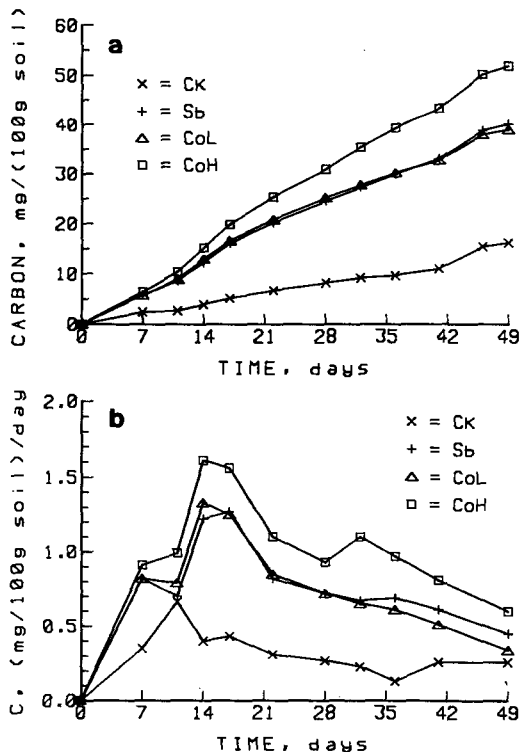 a
CARBON, mg/(100g soil)
60
50
40
30
20
10
0
× = CK
+ = Sb
△ = CoL
□ = CoH
0 7 14 21 28 35 42 49
TIME, days
b
C, (mg/100g soil)/day
2.0
1.5
1.0
0.5
0.0
× = CK
+ = Sb
△ = CoL
□ = CoH
0 7 14 21 28 35 42 49
TIME, days